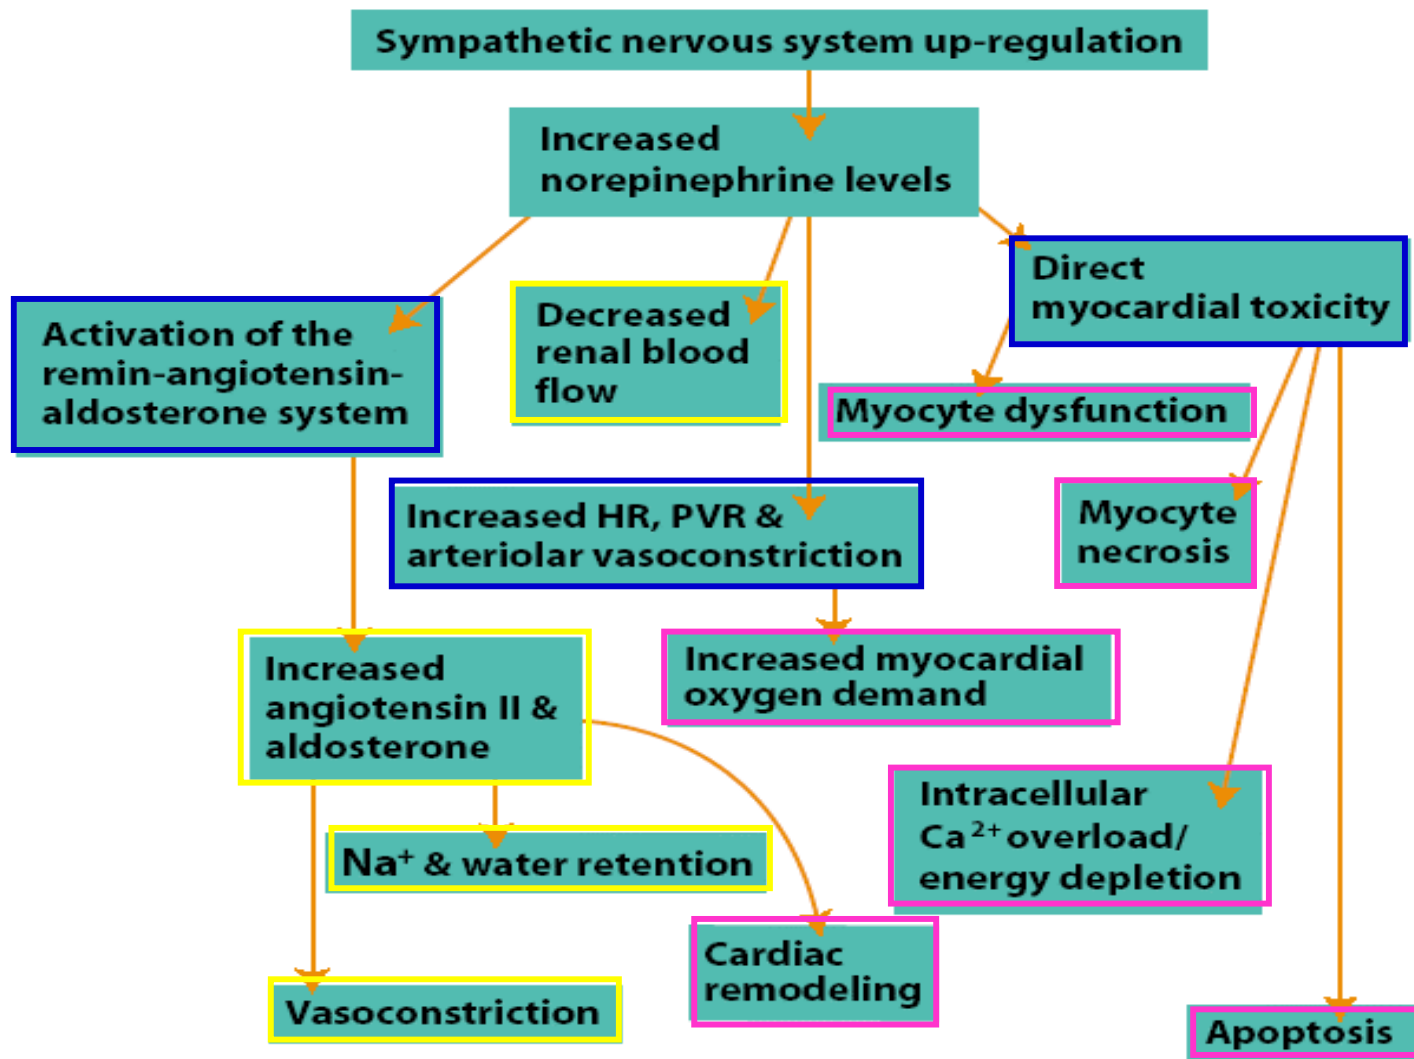 Sympathetic nervous system up-regulation
Increased
norepinephrine levels
Direct
myocardial toxicity
Activation of the
remin-angiotensin-
aldosterone system
Decreased
renal blood
flow
Myocyte dysfunction
Increased HR, PVR &
arteriolar vasoconstriction
Myocyte
necrosis
Increased
angiotensin II &
aldosterone
Increased myocardial
oxygen demand
Intracellular
Ca²⁺ overload/
energy depletion
Na⁺ & water retention
Cardiac
remodeling
Vasoconstriction
Apoptosis